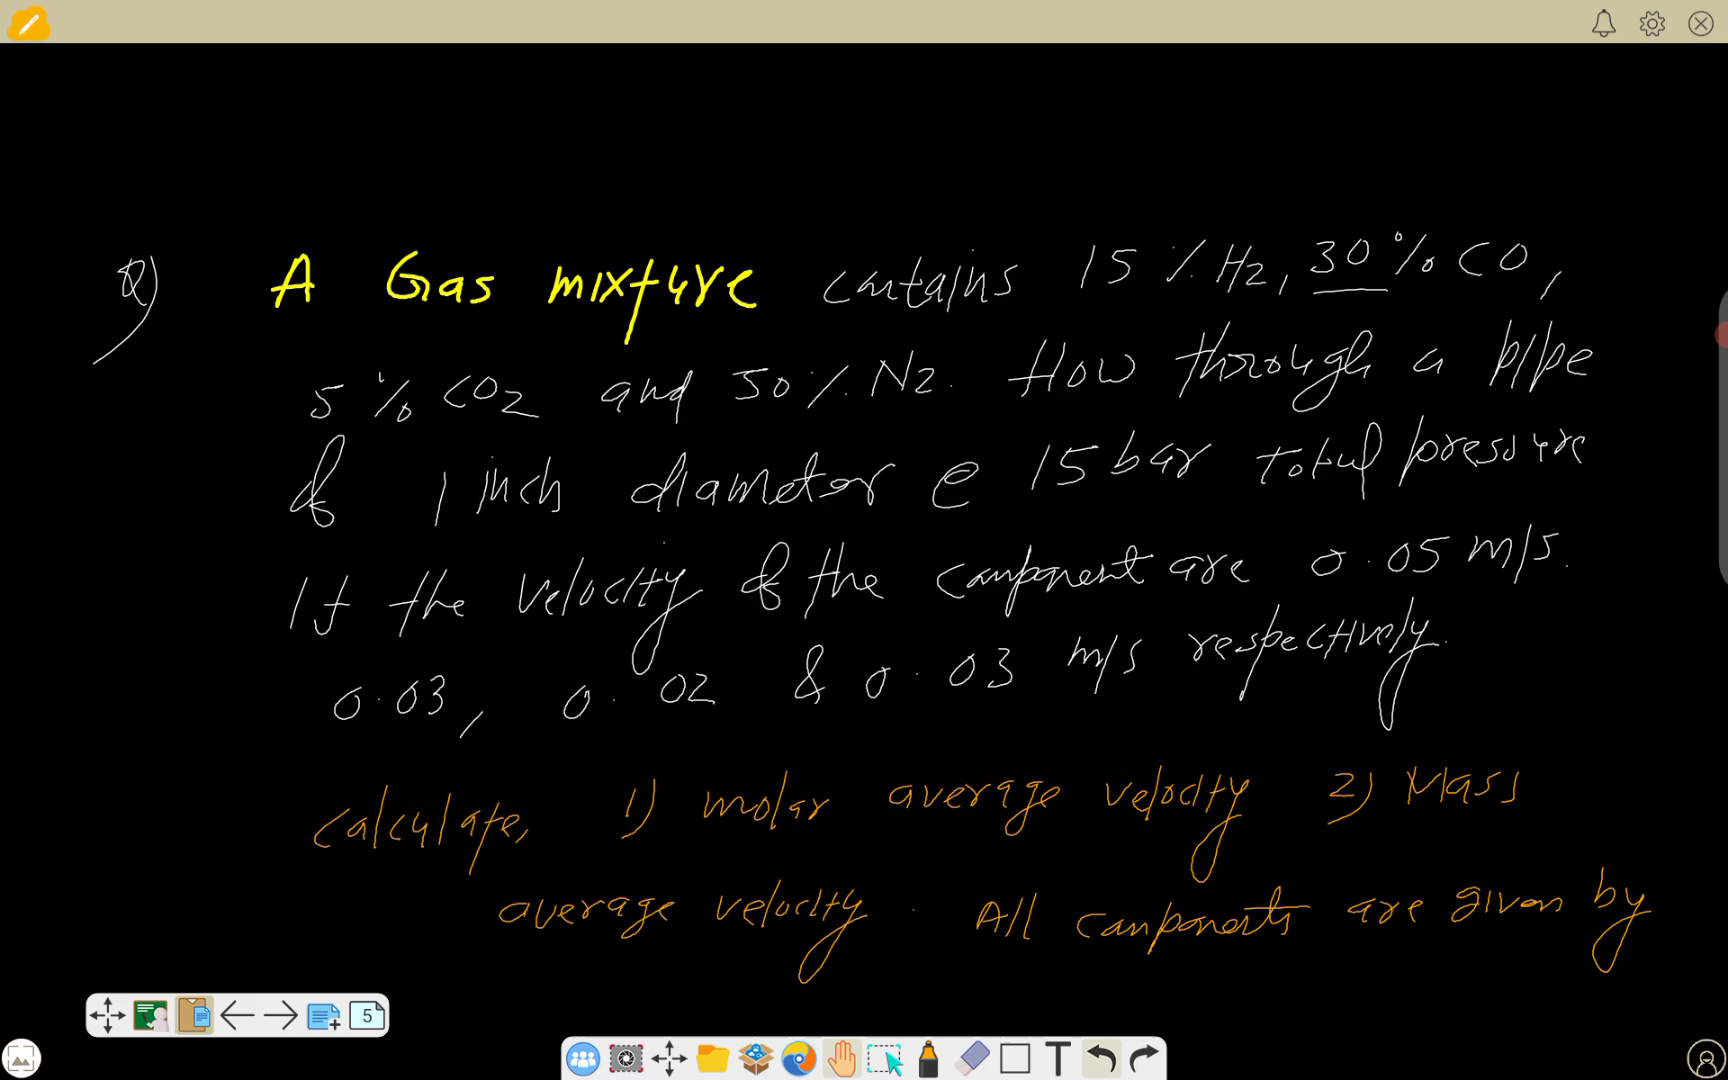 Q) A Gas mixture contains 15% H2, 30% CO,
5% CO2 and 50% N2. How through a pipe
of 1 inch diameter @ 15 bar total pressure
If the velocity of the component are 0.05 m/s.
0.03, 0.02 & 0.03 m/s respectively.
calculate, 1) molar average velocity 2) Mass
average velocity. All components are given by
5
T